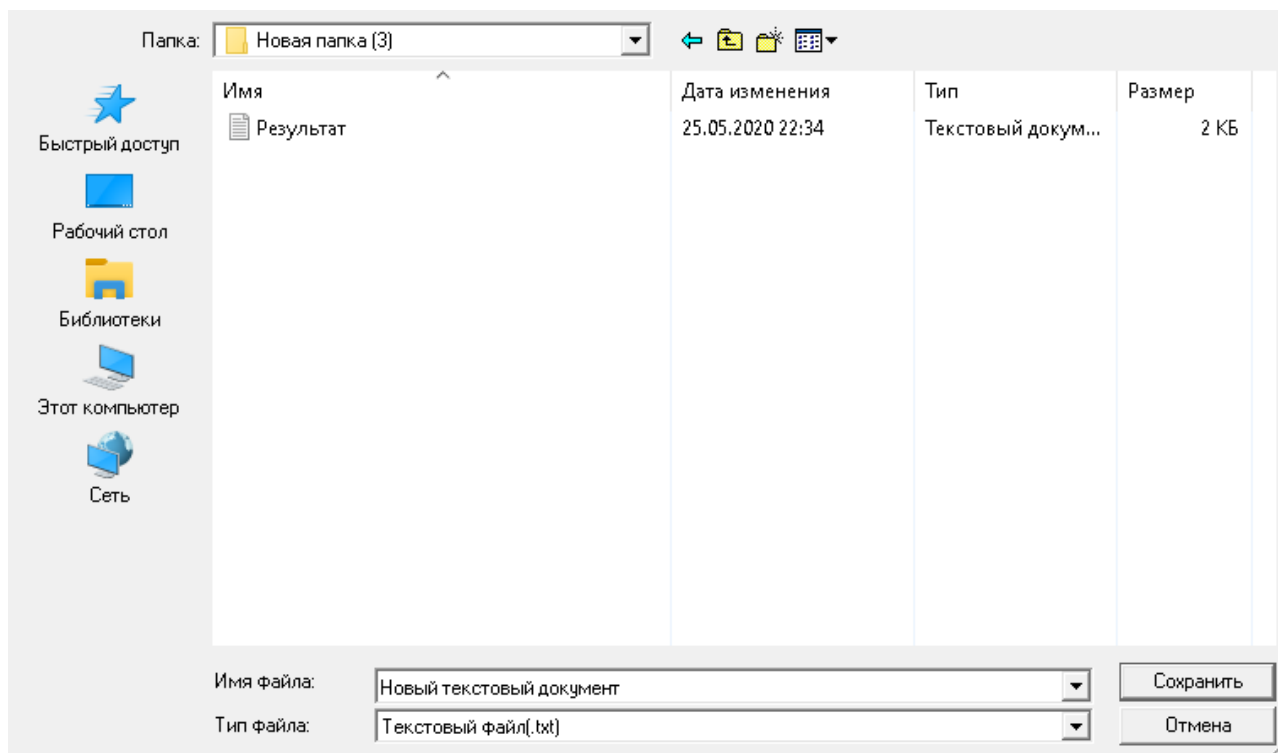 Папка: Новая папка (3)
Имя Дата изменения Тип Размер
Результат 25.05.2020 22:34 Текстовый докум... 2 КБ
Быстрый доступ
Рабочий стол
Библиотеки
Этот компьютер
Сеть
Имя файла: Новый текстовый документ Сохранить
Тип файла: Текстовый файл(.txt) Отмена